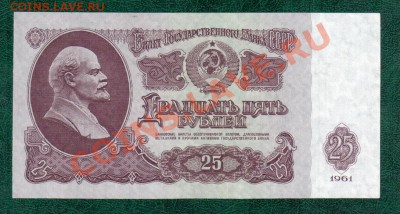 COINS.LAVE.RU
Билет Государственного Банка СССР
Двадцать пять
рублей
25
25
1961
COINS.LAVE.RU